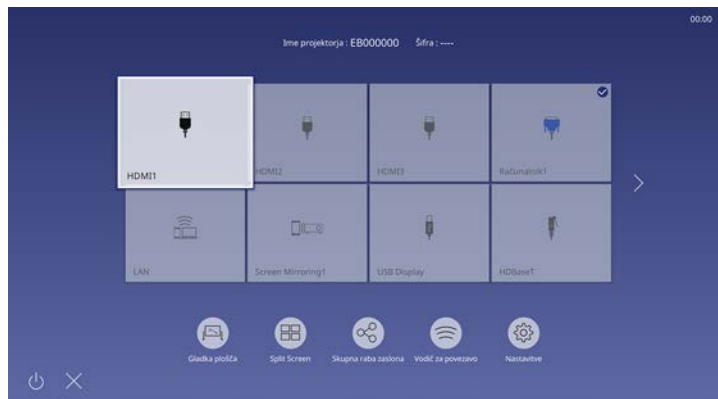 00:00
Ime projektorja : EB000000 Šifra : ----
HDMI1
HDMI2
HDMI3
Računalnik1
LAN
Screen Mirroring1
USB Display
HDBaseT
Gladka plošča
Split Screen
Skupna raba zaslona
Vodič za povezavo
Nastavitve